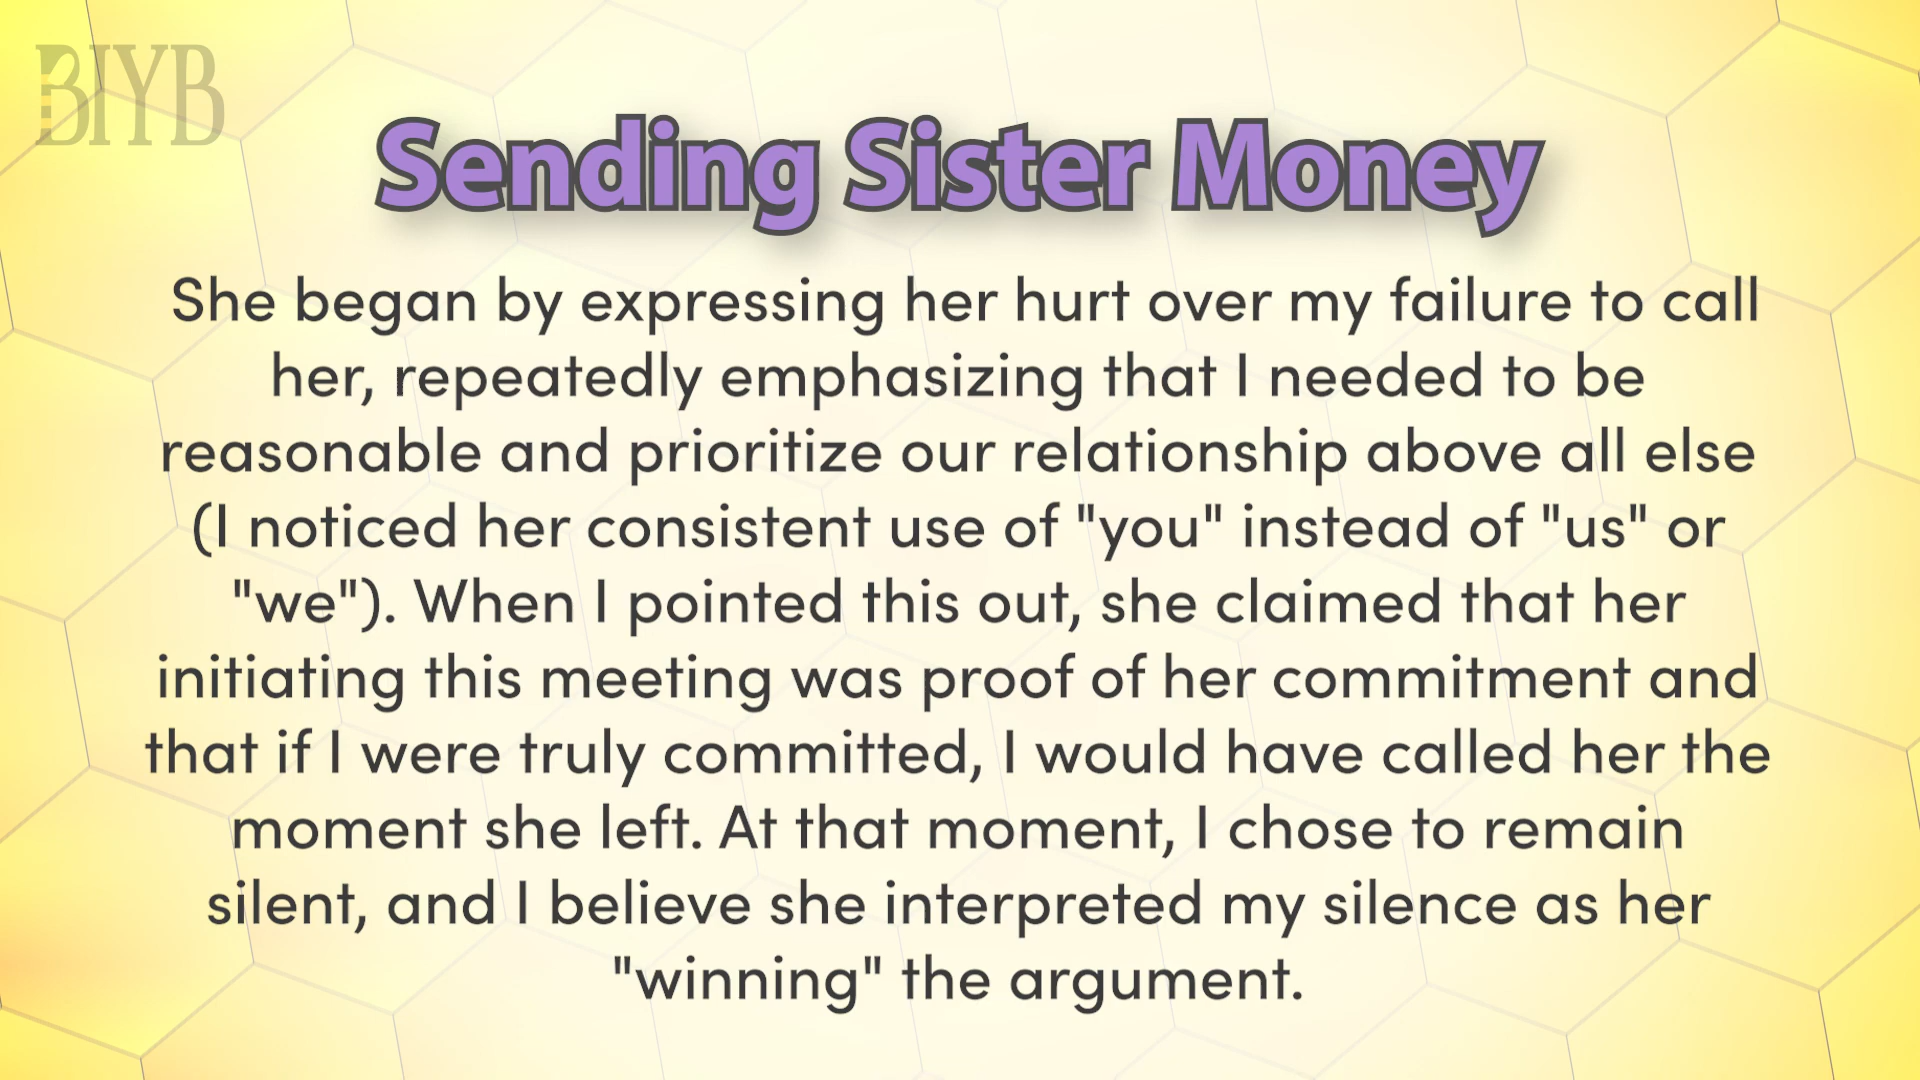 BIYB
Sending Sister Money
She began by expressing her hurt over my failure to call
her, repeatedly emphasizing that I needed to be
reasonable and prioritize our relationship above all else
(I noticed her consistent use of "you" instead of "us" or
"we"). When I pointed this out, she claimed that her
initiating this meeting was proof of her commitment and
that if I were truly committed, I would have called her the
moment she left. At that moment, I chose to remain
silent, and I believe she interpreted my silence as her
"winning" the argument.